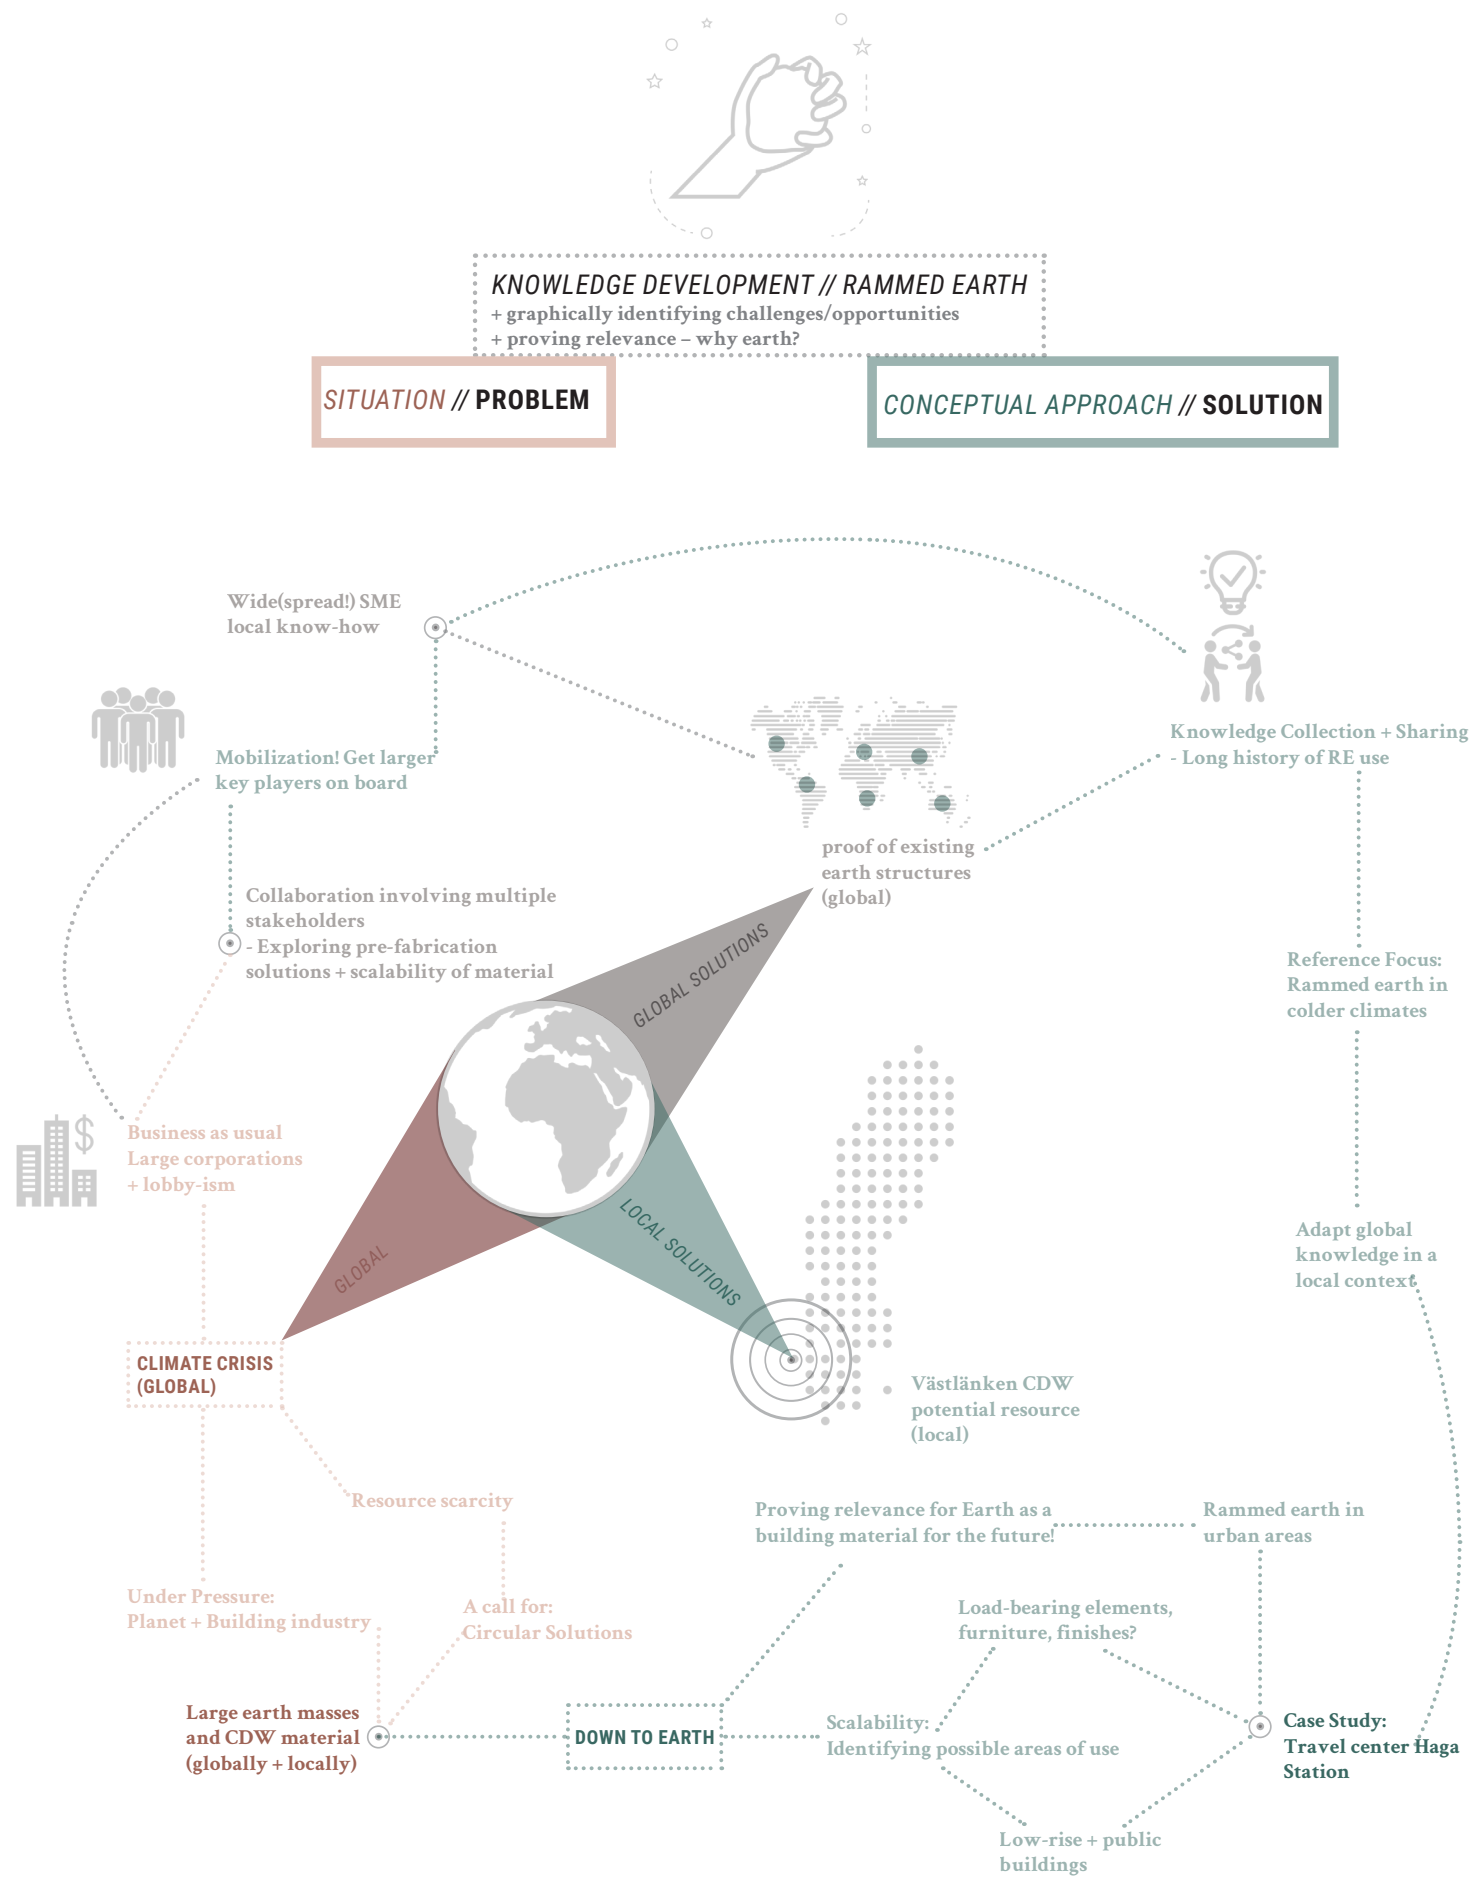 KNOWLEDGE DEVELOPMENT // RAMMED EARTH
+ graphically identifying challenges/opportunities
+ proving relevance – why earth?
SITUATION // PROBLEM
CONCEPTUAL APPROACH // SOLUTION
Wide(spread!) SME
local know-how
Mobilization! Get larger
key players on board
Knowledge Collection + Sharing
- Long history of RE use
proof of existing
earth structures
(global)
Collaboration involving multiple
stakeholders
- Exploring pre-fabrication
solutions + scalability of material
GLOBAL SOLUTIONS
Reference Focus:
Rammed earth in
colder climates
$
Business as usual
Large corporations
+ lobby-ism
LOCAL SOLUTIONS
GLOBAL
Adapt global
knowledge in a
local context
CLIMATE CRISIS
(GLOBAL)
Västlänken CDW
potential resource
(local)
Resource scarcity
Proving relevance for Earth as a
building material for the future!
Rammed earth in
urban areas
Under Pressure:
Planet + Building industry
A call for:
Circular Solutions
Load-bearing elements,
furniture, finishes?
Large earth masses
and CDW material
(globally + locally)
DOWN TO EARTH
Scalability:
Identifying possible areas of use
Case Study:
Travel center Haga
Station
Low-rise + public
buildings